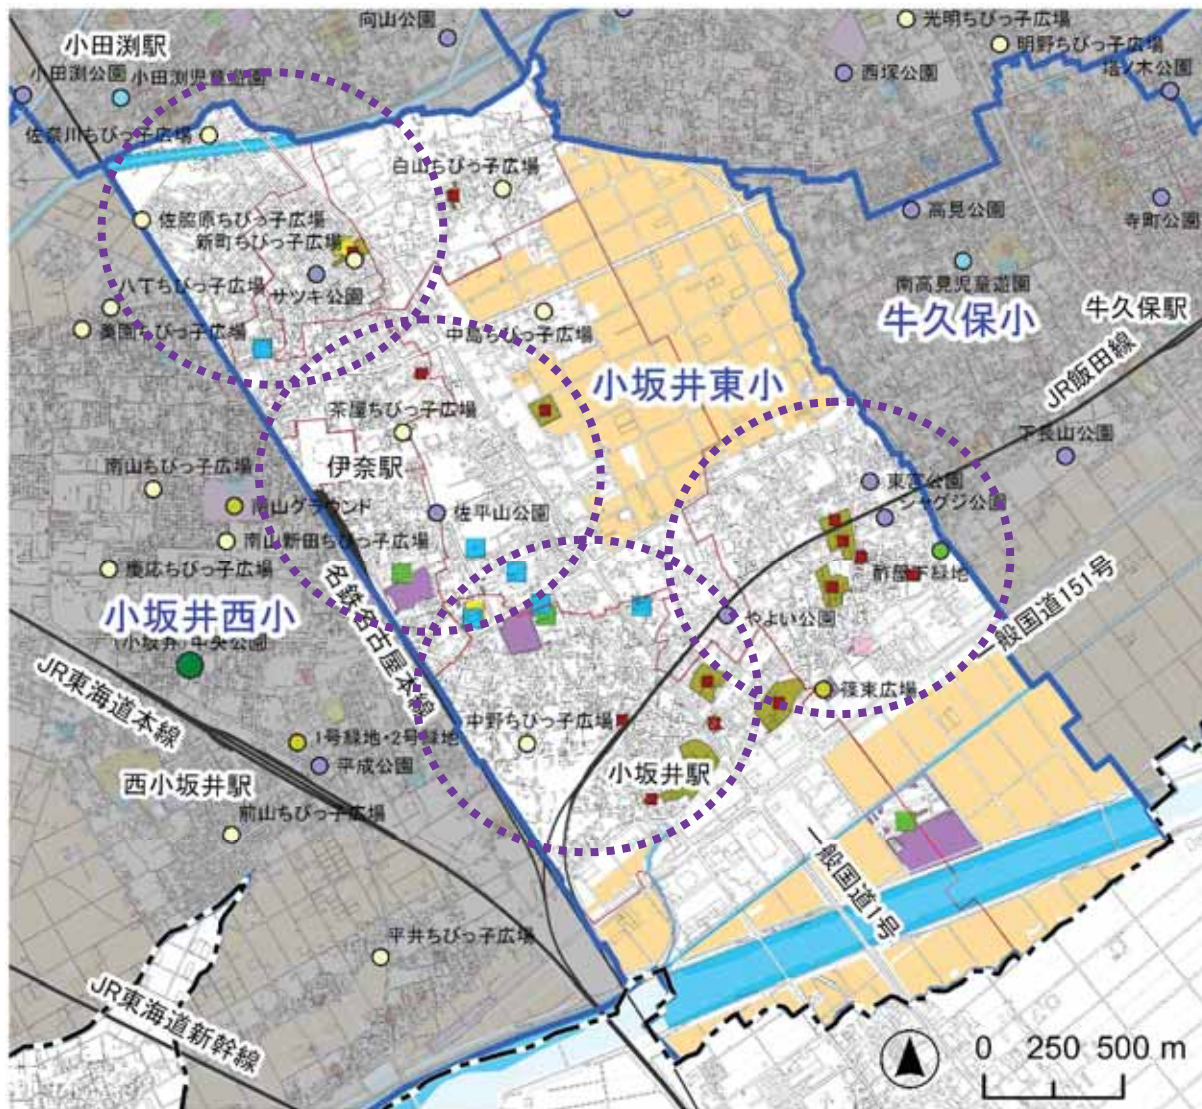 向山公園
光明ちびっ子広場
小田渕駅
明野ちびっ子広場
小田渕公園
小田渕児童遊園
西塚公園
塔ノ木公園
佐奈川ちびっ子広場
白山ちびっ子広場
佐脇原ちびっ子広場
高見公園
寺町公園
新町ちびっ子広場
サツキ公園
南高見児童遊園
八丁ちびっ子広場
美園ちびっ子広場
中島ちびっ子広場
牛久保小
牛久保駅
小坂井東小
JR飯田線
茶屋ちびっ子広場
下長山公園
伊奈駅
南山ちびっ子広場
東宮公園
南山グラウンド
佐平山公園
シャグジ公園
南山新田ちびっ子広場
慶応ちびっ子広場
酢屋下緑地
小坂井西小
名鉄名古屋本線
やよい公園
一般国道151号
(小坂井)中央公園
JR東海道本線
篠東広場
中野ちびっ子広場
1号緑地・2号緑地
平成公園
小坂井駅
西小坂井駅
前山ちびっ子広場
一般国道1号
平井ちびっ子広場
JR東海道新幹線
0 250 500 m